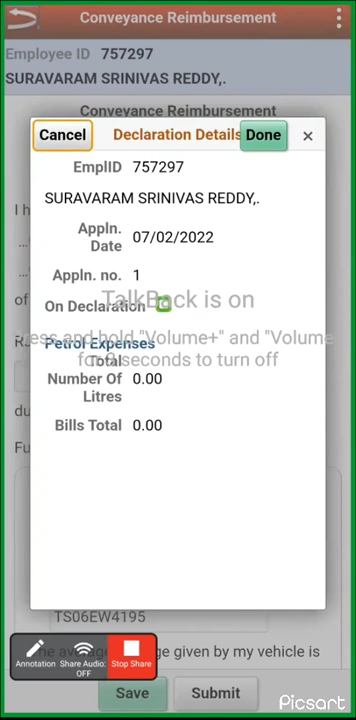 Conveyance Reimbursement
Employee ID 757297
SURAVARAM SRINIVAS REDDY,.
Conveyance Reimbursement
Cancel Declaration Details Done ×
EmplID 757297
SURAVARAM SRINIVAS REDDY,.
Appln. Date 07/02/2022
Appln. no. 1
TalkBack is on
On Declaration
press and hold "Volume+" and "Volume
for 3 seconds to turn off
Petrol Expenses
Total Number Of Litres 0.00
Bills Total 0.00
I h
of
du
Fu
TS06EW4195
average
given by my vehicle is
Annotation
Share Audio: OFF
Stop Share
Save Submit
Picsart